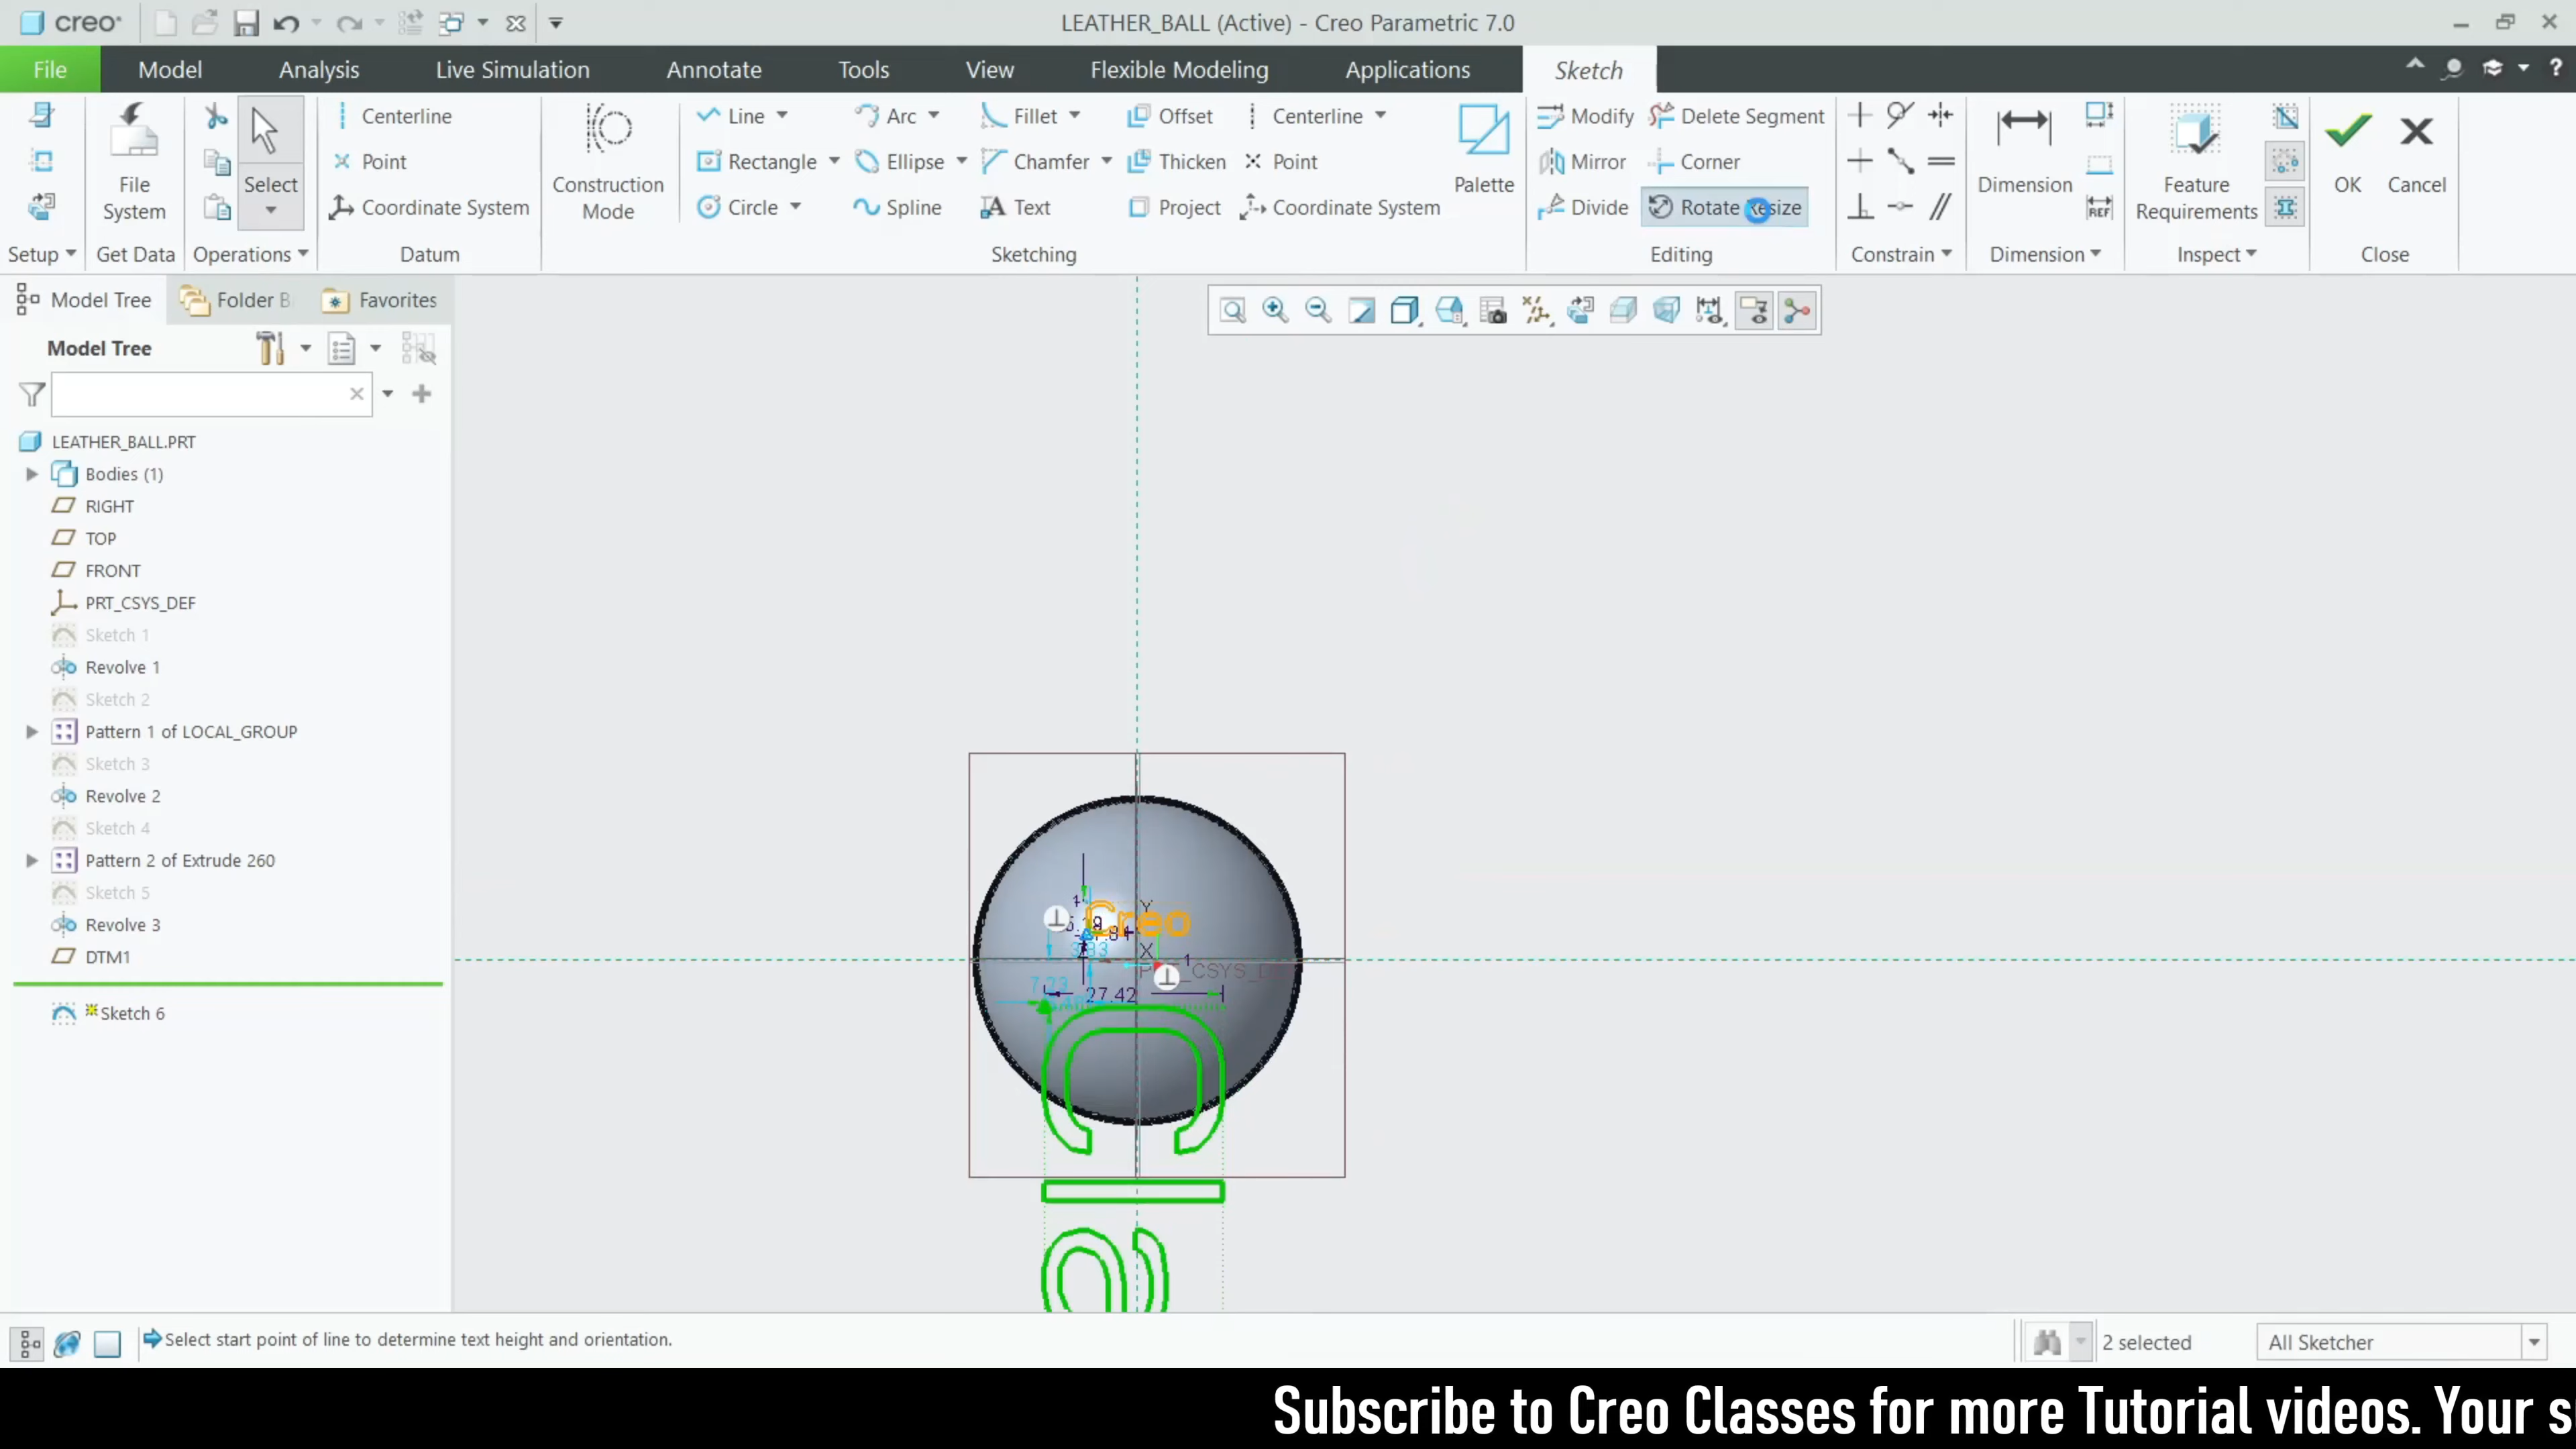 creo
LEATHER_BALL (Active) - Creo Parametric 7.0
File Model Analysis Live Simulation Annotate Tools View Flexible Modeling Applications Sketch
Centerline Line Arc Fillet Offset Centerline Modify Delete Segment
Point Rectangle Ellipse Chamfer Thicken Point Mirror Corner
File System Select Coordinate System Construction Mode Circle Spline Text Project Coordinate System Palette Divide Rotate Resize Dimension Feature Requirements OK Cancel
Setup Get Data Operations Datum Sketching Editing Constrain Dimension Inspect Close
Model Tree Folder B Favorites
Model Tree
LEATHER_BALL.PRT
Bodies (1)
RIGHT
TOP
FRONT
PRT_CSYS_DEF
Sketch 1
Revolve 1
Sketch 2
Pattern 1 of LOCAL_GROUP
Sketch 3
Revolve 2
Sketch 4
Pattern 2 of Extrude 260
Sketch 5
Revolve 3
DTM1
Sketch 6
Creo
Y
X
27.42
Select start point of line to determine text height and orientation.
2 selected
All Sketcher
Subscribe to Creo Classes for more Tutorial videos. Your s